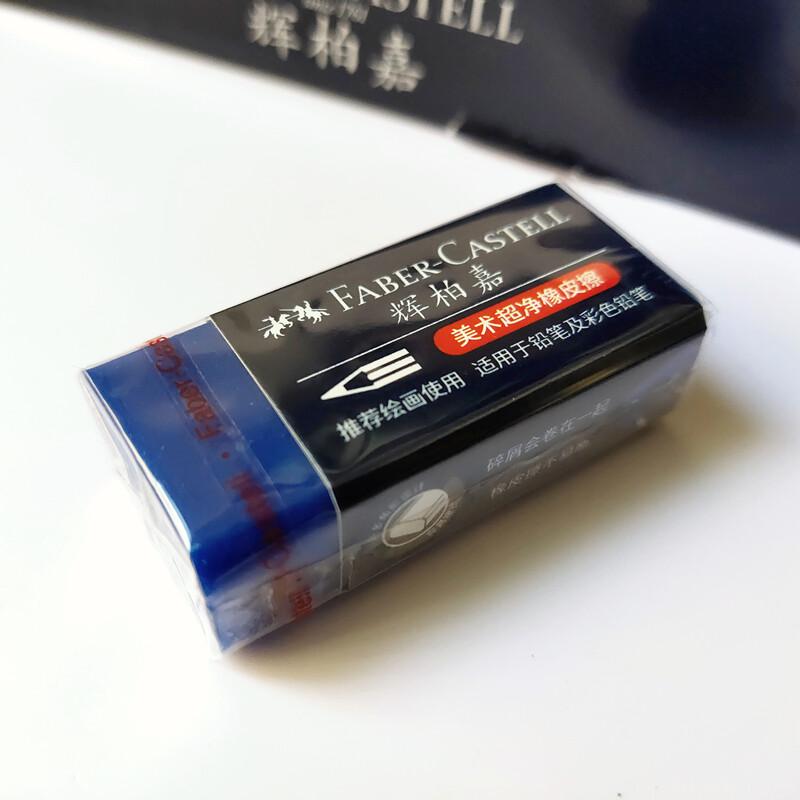 CASTELL
辉柏嘉
FABER-CASTELL
辉柏嘉
美术超净橡皮擦
推荐绘画使用 适用于铅笔及彩色铅笔
Faber-Cas
碎屑会卷在一起